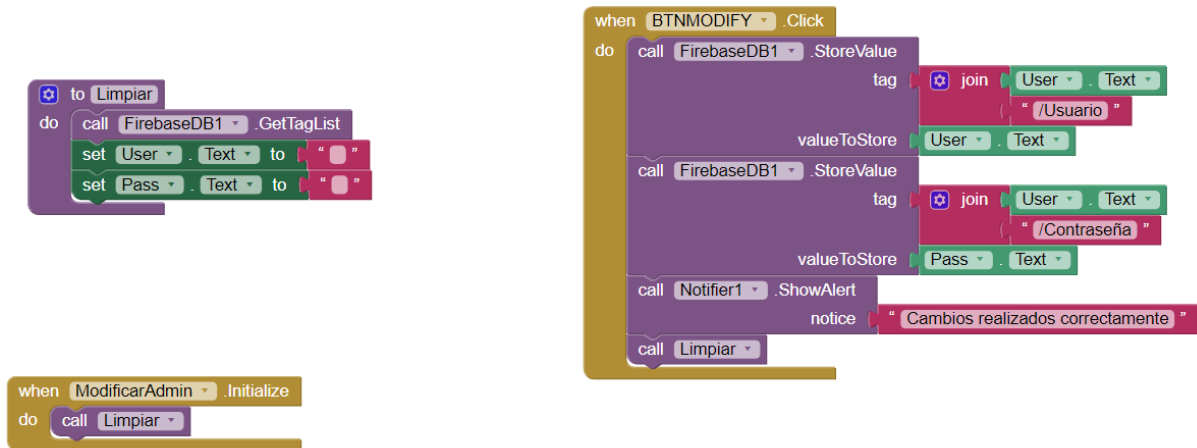 to Limpiar
do call FirebaseDB1 .GetTagList
set User . Text to " "
set Pass . Text to " "
when ModificarAdmin .Initialize
do call Limpiar
when BTNMODIFY .Click
do call FirebaseDB1 .StoreValue
tag join User . Text
" /Usuario "
valueToStore User . Text
call FirebaseDB1 .StoreValue
tag join User . Text
" /Contraseña "
valueToStore Pass . Text
call Notifier1 .ShowAlert
notice " Cambios realizados correctamente "
call Limpiar